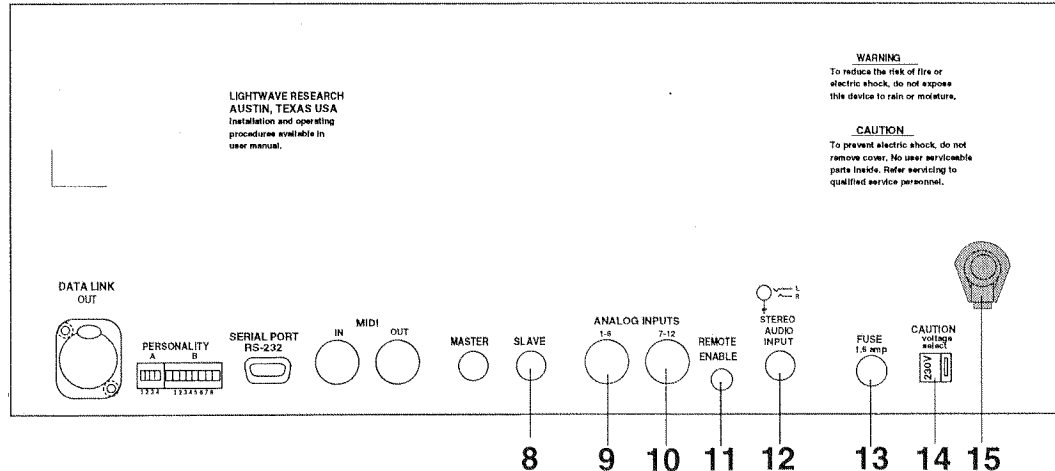 WARNING
To reduce the risk of fire or
electric shock, do not expose
this device to rain or moisture.
LIGHTWAVE RESEARCH
AUSTIN, TEXAS USA
Installation and operating
procedures available in
user manual.
CAUTION
To prevent electric shock, do not
remove cover. No user serviceable
parts inside. Refer servicing to
qualified service personnel.
DATA LINK
OUT
PERSONALITY
A B
1 2 3 4 1 2 3 4 5 6 7 8
SERIAL PORT
RS-232
MIDI
IN OUT
MASTER
SLAVE
ANALOG INPUTS
1-6 7-12
REMOTE
ENABLE
L
R
STEREO
AUDIO
INPUT
FUSE
1.6 amp
CAUTION
voltage
select
230V
8 9 10 11 12 13 14 15